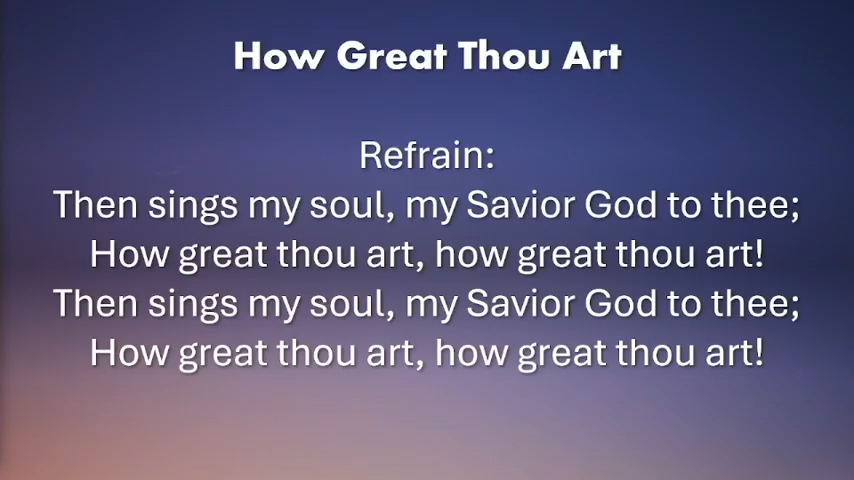 How Great Thou Art
Refrain:
Then sings my soul, my Savior God to thee;
How great thou art, how great thou art!
Then sings my soul, my Savior God to thee;
How great thou art, how great thou art!